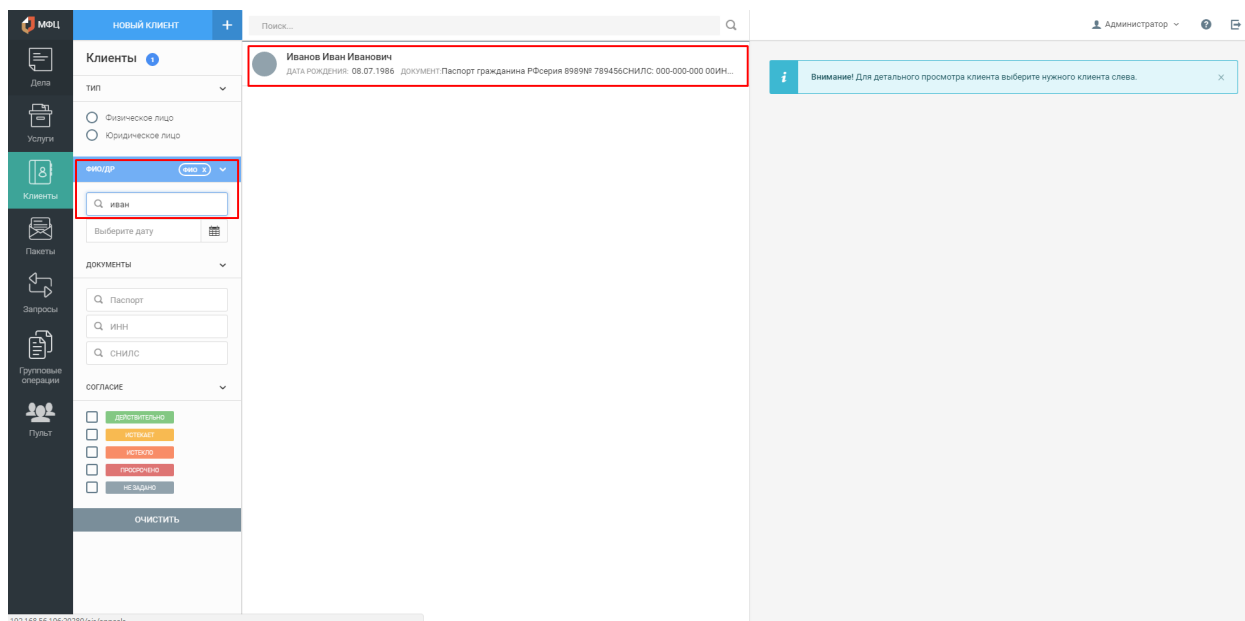 МФЦ
НОВЫЙ КЛИЕНТ +
Поиск...
Администратор
Дела
Услуги
Клиенты
Пакеты
Запросы
Групповые
операции
Пульт
Клиенты 1
ТИП
Физическое лицо
Юридическое лицо
ФИО/ДР ФИО X
иван
Выберите дату
ДОКУМЕНТЫ
Паспорт
ИНН
СНИЛС
СОГЛАСИЕ
ДЕЙСТВИТЕЛЬНО
ИСТЕКАЕТ
ИСТЕКЛО
ПРОСРОЧЕНО
НЕ ЗАДАНО
ОЧИСТИТЬ
Иванов Иван Иванович
ДАТА РОЖДЕНИЯ: 08.07.1986 ДОКУМЕНТ:Паспорт гражданина РФсерия 8989№ 789456СНИЛС: 000-000-000 00ИН...
Внимание! Для детального просмотра клиента выберите нужного клиента слева.